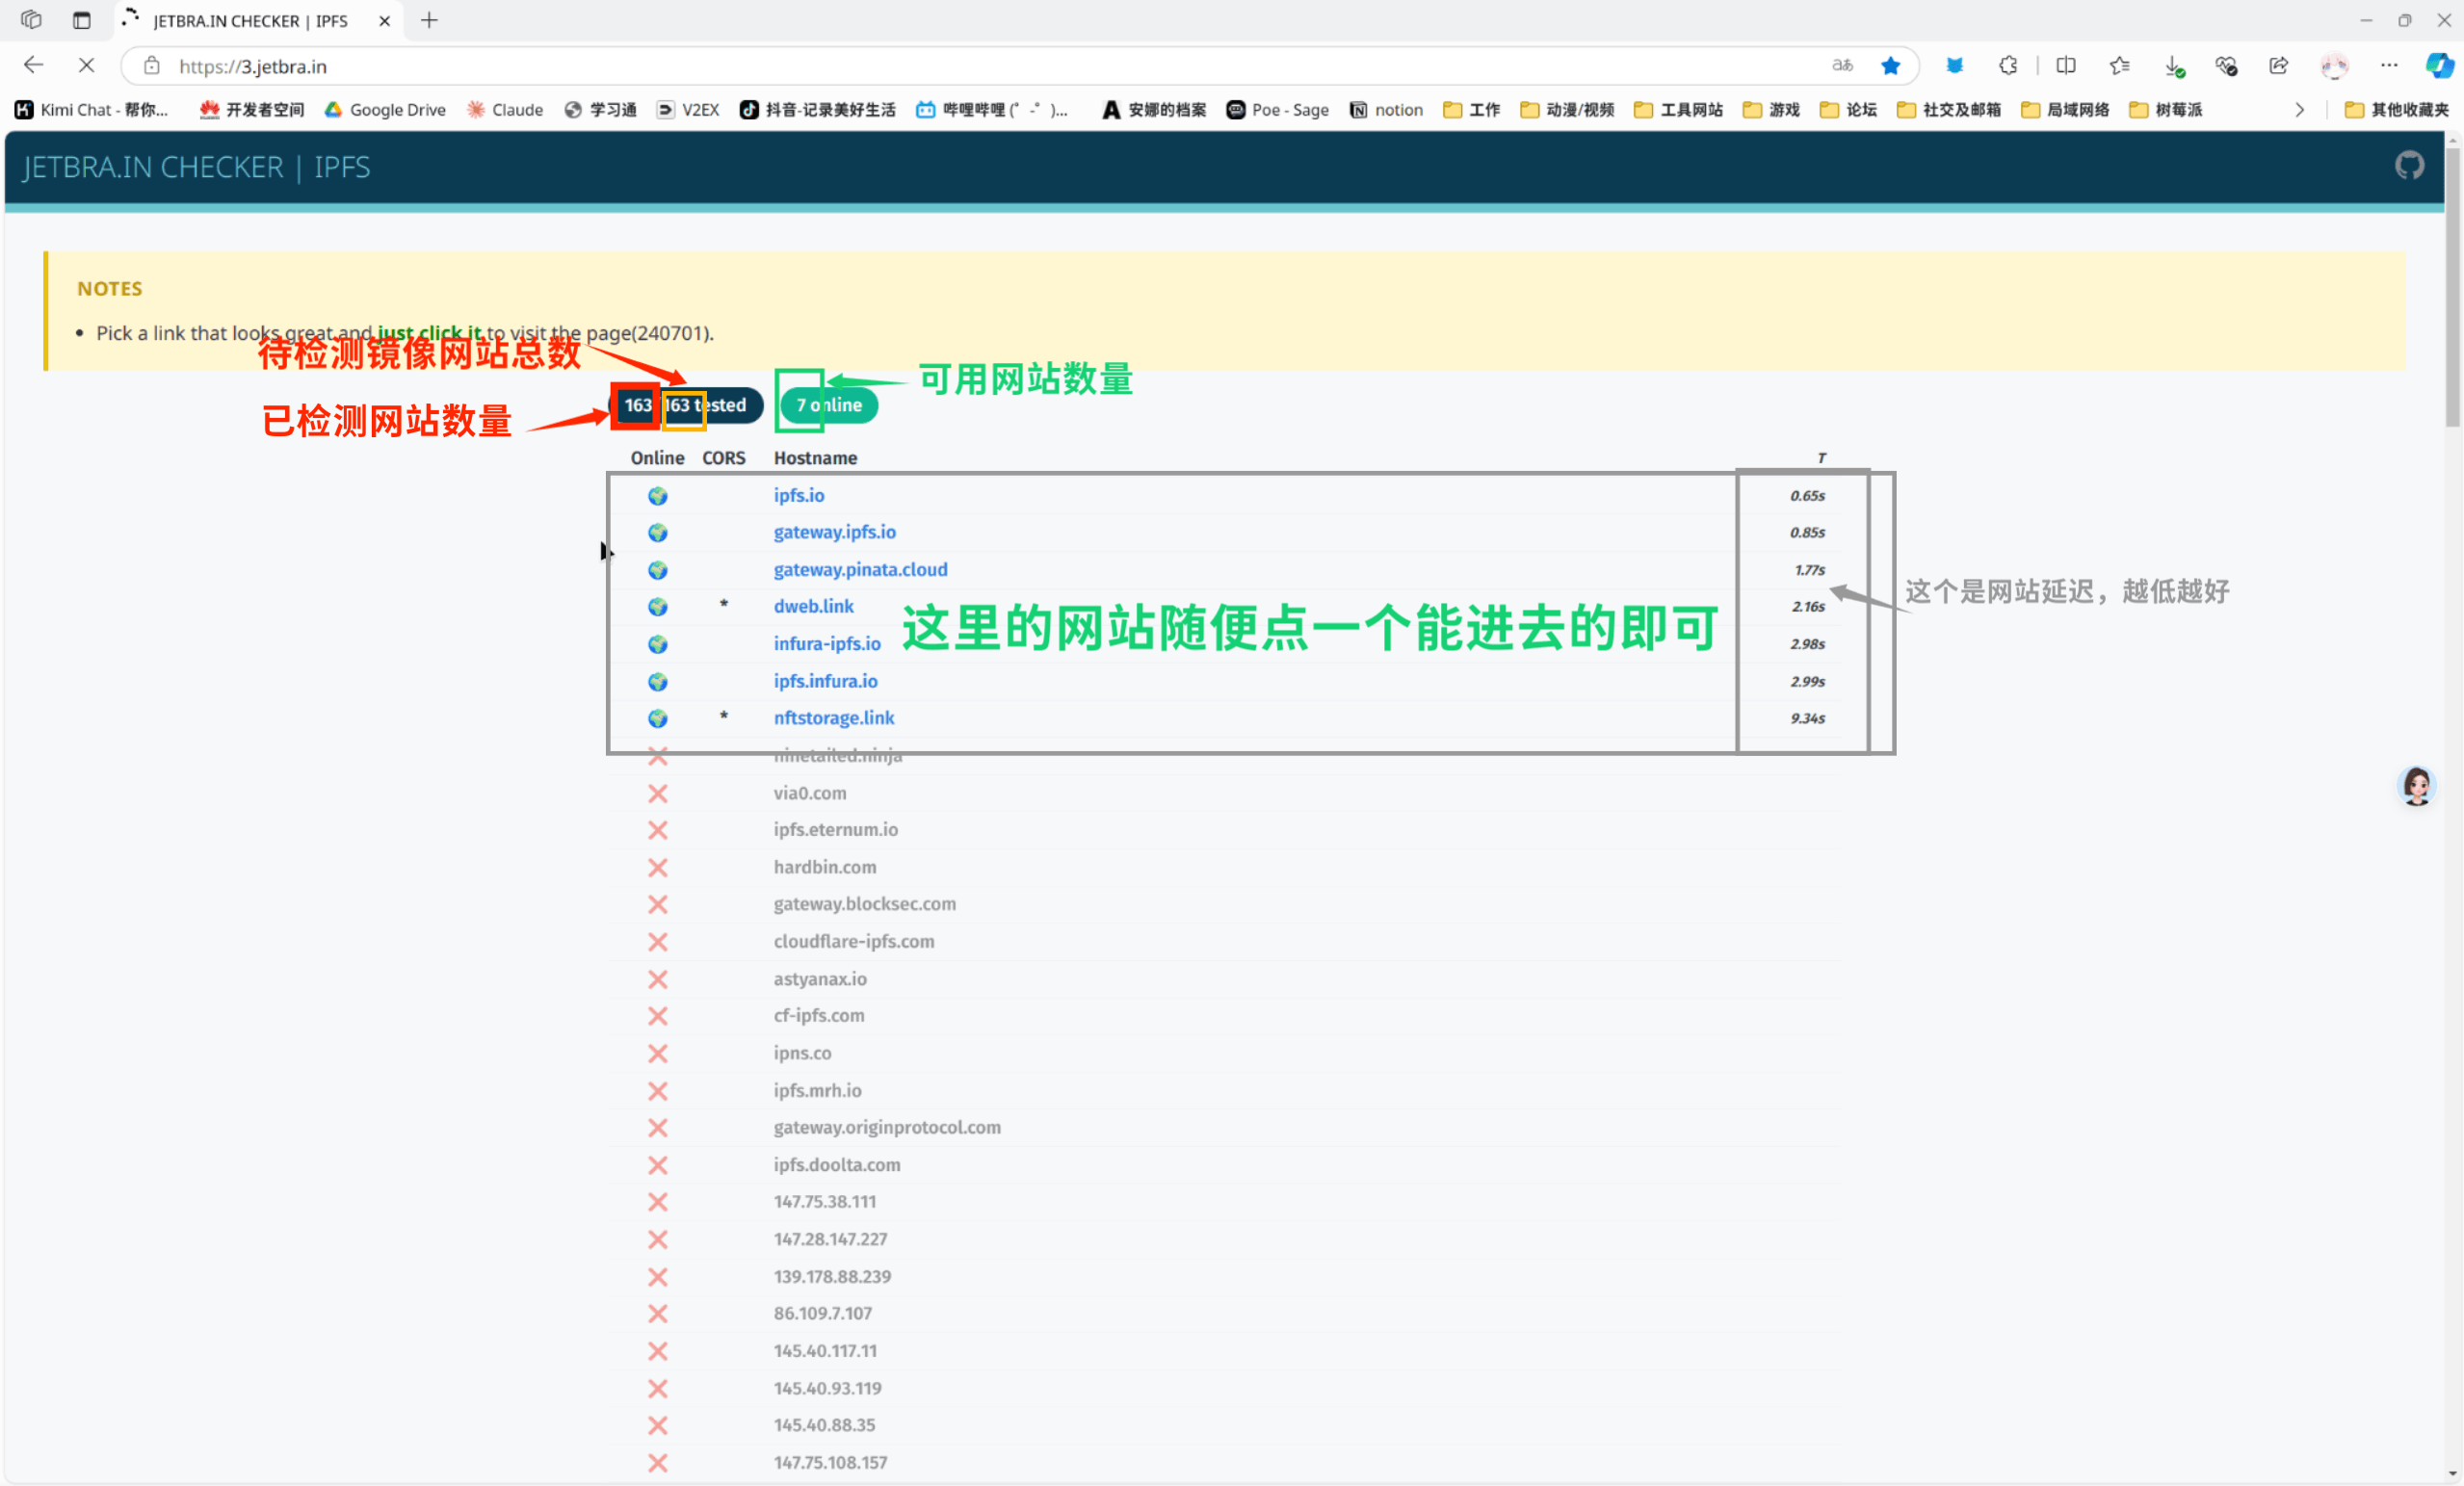 JETBRA.IN CHECKER | IPFS
https://3.jetbra.in
aあ
Kimi Chat - 帮你... 开发者空间 Google Drive Claude 学习通 V2EX 抖音-记录美好生活 哔哩哔哩 (゜-゜)... 安娜的档案 Poe - Sage notion 工作 动漫/视频 工具网站 游戏 论坛 社交及邮箱 局域网络 树莓派 其他收藏夹
JETBRA.IN CHECKER | IPFS
NOTES
• Pick a link that looks great and just click it to visit the page(240701).
待检测镜像网站总数
可用网站数量
已检测网站数量
163 163 tested 7 online
Online CORS Hostname T
ipfs.io 0.65s
gateway.ipfs.io 0.85s
gateway.pinata.cloud 1.77s
* dweb.link 2.16s
这个是网站延迟，越低越好
这里的网站随便点一个能进去的即可
infura-ipfs.io 2.98s
ipfs.infura.io 2.99s
* nftstorage.link 9.34s
ninetailed.ninja
via0.com
ipfs.eternum.io
hardbin.com
gateway.blocksec.com
cloudflare-ipfs.com
astyanax.io
cf-ipfs.com
ipns.co
ipfs.mrh.io
gateway.originprotocol.com
ipfs.doolta.com
147.75.38.111
147.28.147.227
139.178.88.239
86.109.7.107
145.40.117.11
145.40.93.119
145.40.88.35
147.75.108.157